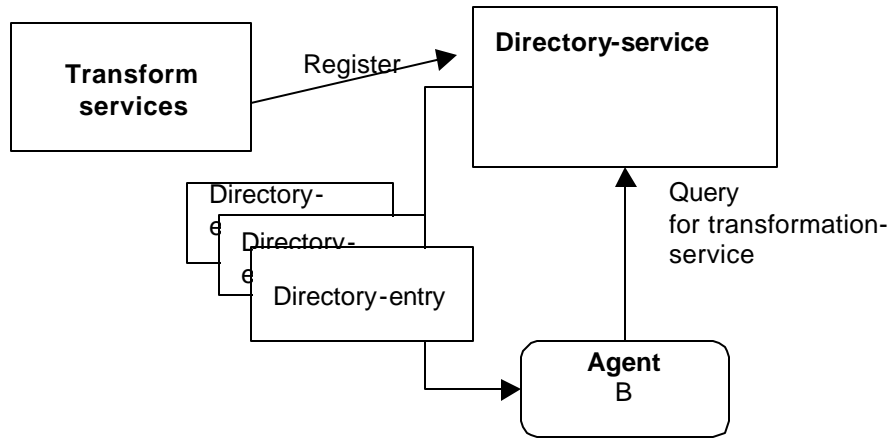 Directory-service
Transform
services
Register
Directory-
e
Directory-
e
Directory-entry
Query
for transformation-
service
Agent
B